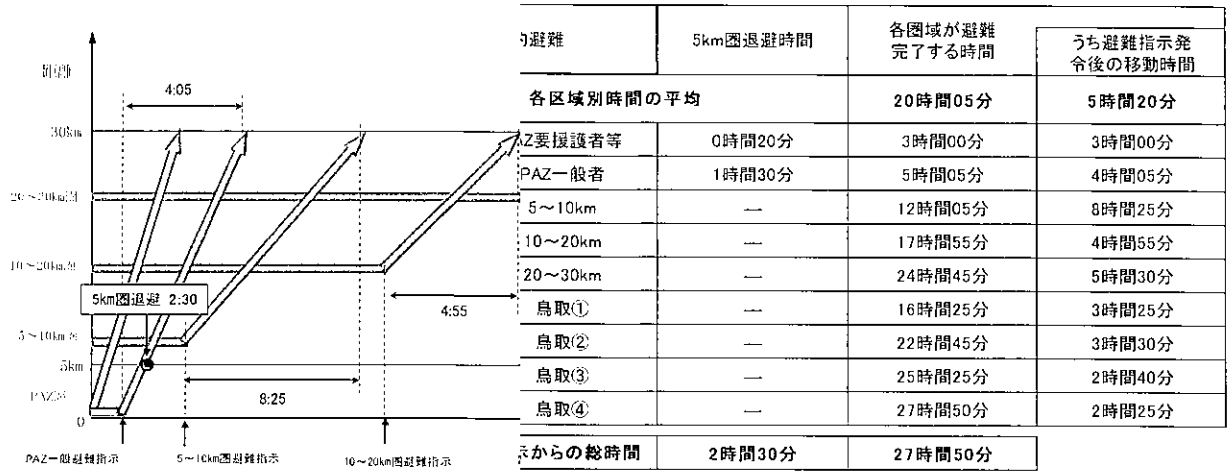 距離
4:05
30km
20～30km圏
10～20km圏
5km圏退避 2:30
4:55
5～10km圏
5km
PAZ圏
8:25
0
PAZ一般避難指示
5～10km圏避難指示
10～20km圏避難指示
的避難 5km圏退避時間 各圏域が避難
完了する時間 うち避難指示発
令後の移動時間
各区域別時間の平均 20時間05分 5時間20分
Z要援護者等 0時間20分 3時間00分 3時間00分
PAZ一般者 1時間30分 5時間05分 4時間05分
5～10km — 12時間05分 8時間25分
10～20km — 17時間55分 4時間55分
20～30km — 24時間45分 5時間30分
鳥取① — 16時間25分 3時間25分
鳥取② — 22時間45分 3時間30分
鳥取③ — 25時間25分 2時間40分
鳥取④ — 27時間50分 2時間25分
からの総時間 2時間30分 27時間50分